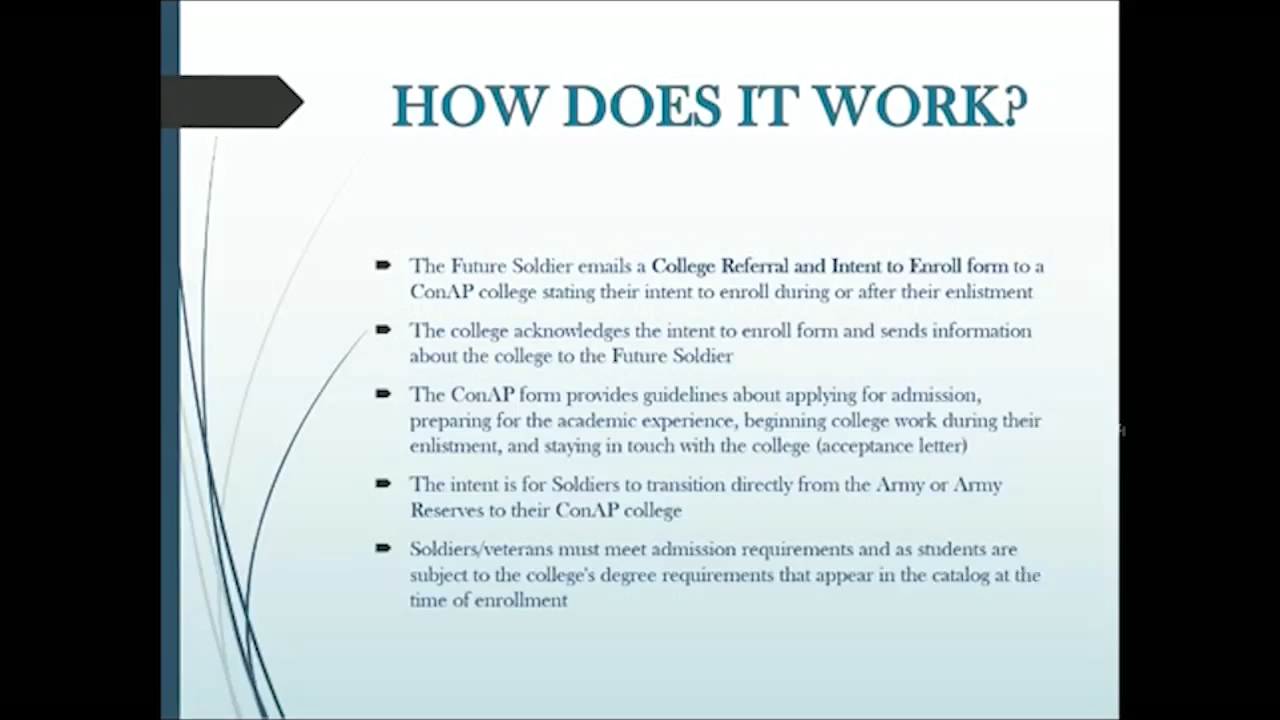 HOW DOES IT WORK?
The Future Soldier emails a College Referral and Intent to Enroll form to a
ConAP college stating their intent to enroll during or after their enlistment
The college acknowledges the intent to enroll form and sends information
about the college to the Future Soldier
The ConAP form provides guidelines about applying for admission,
preparing for the academic experience, beginning college work during their
enlistment, and staying in touch with the college (acceptance letter)
The intent is for Soldiers to transition directly from the Army or Army
Reserves to their ConAP college
Soldiers/veterans must meet admission requirements and as students are
subject to the college's degree requirements that appear in the catalog at the
time of enrollment